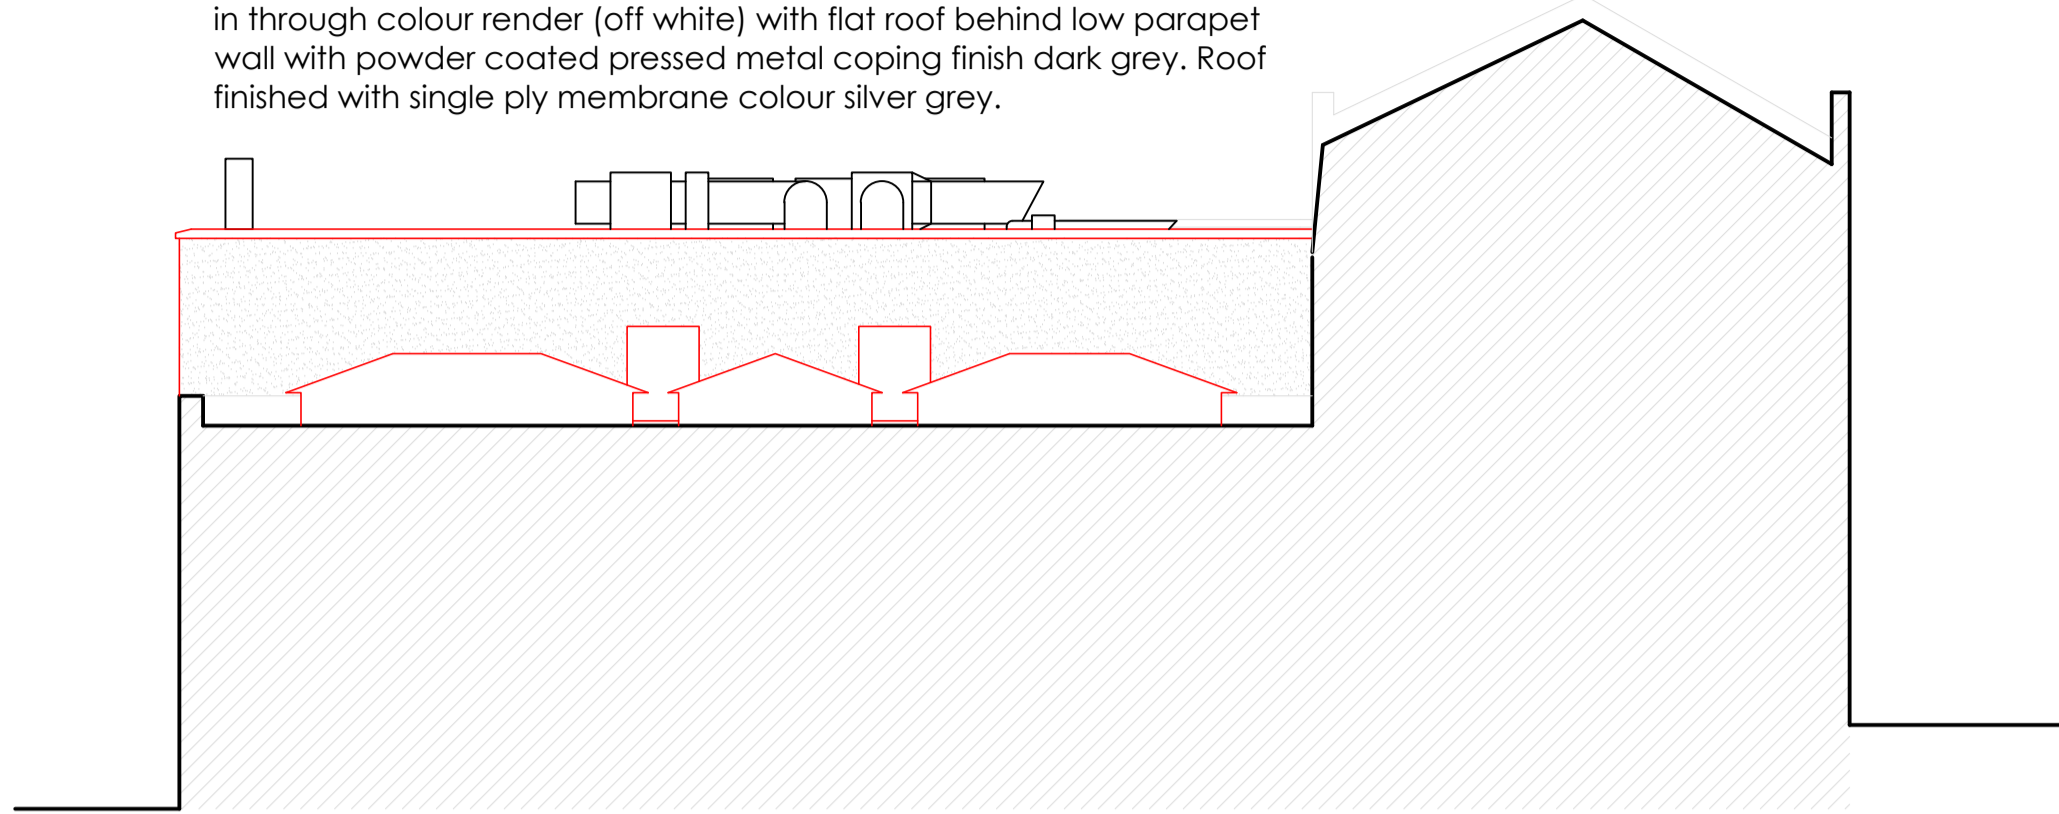 in through colour render (off white) with flat roof behind low parapet
wall with powder coated pressed metal coping finish dark grey. Roof
finished with single ply membrane colour silver grey.